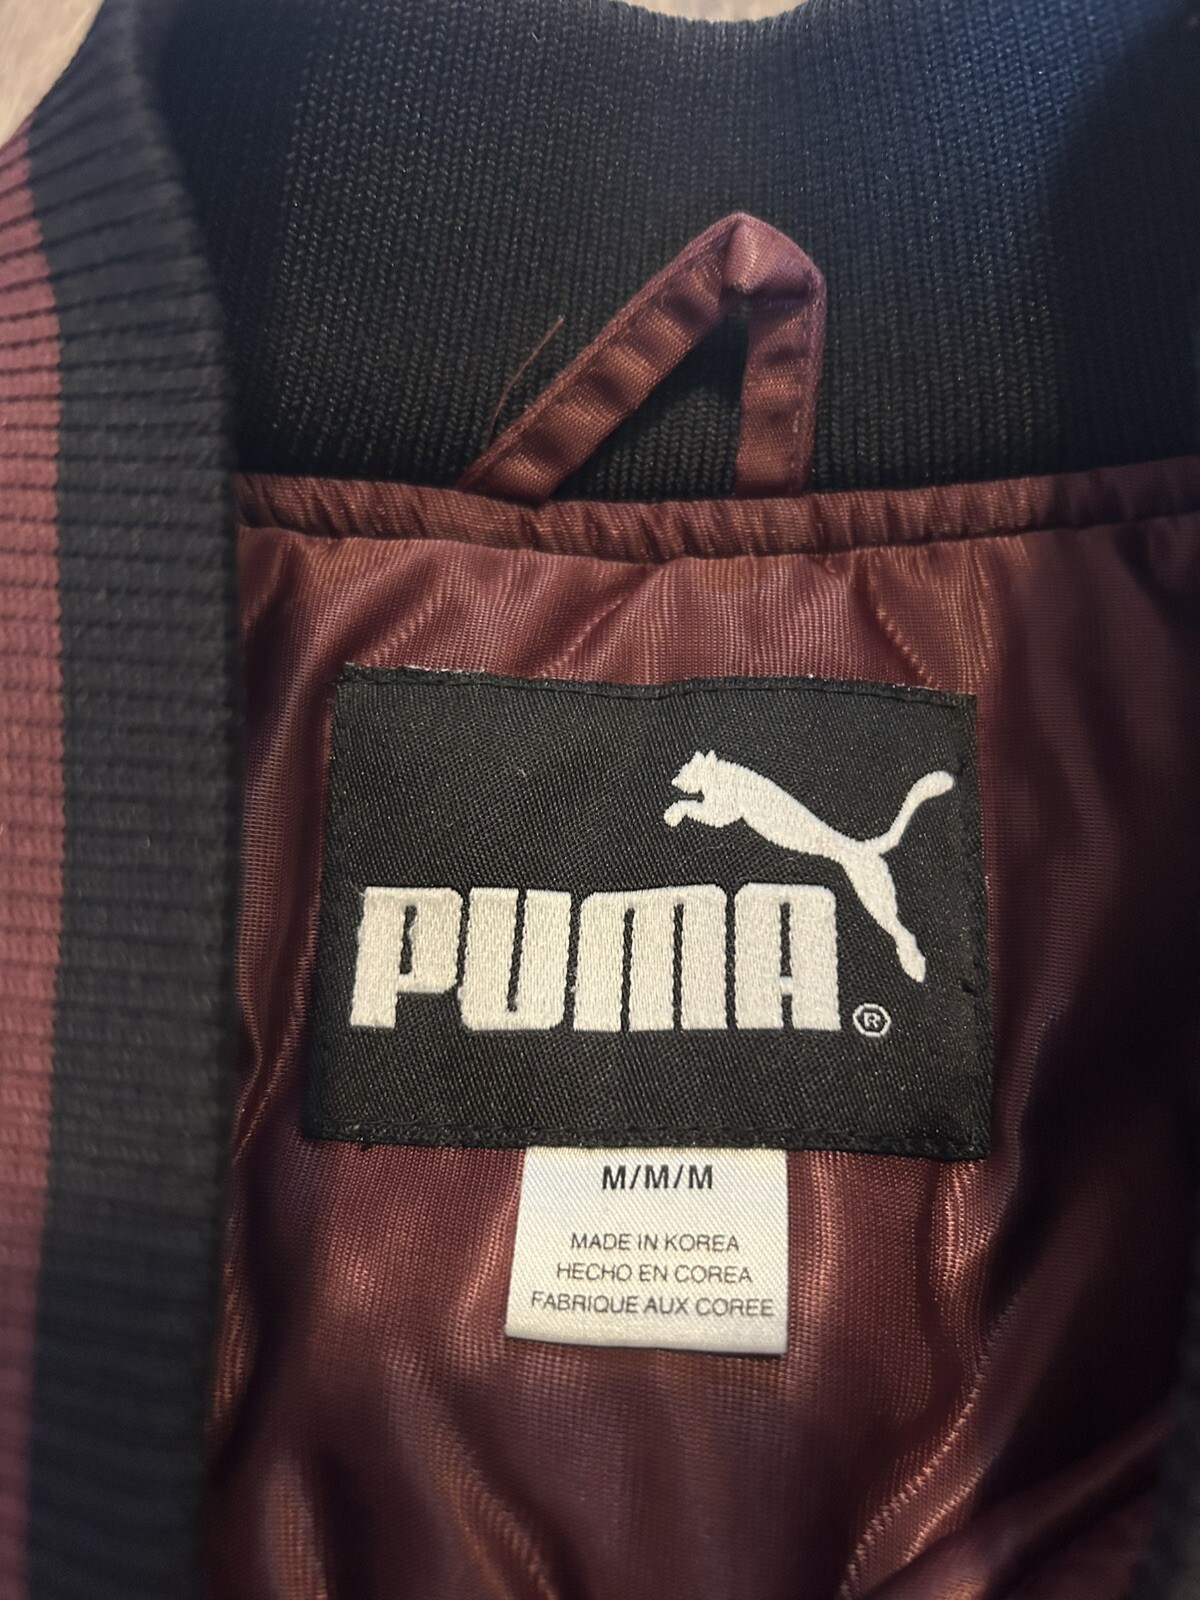 PUMA®
M/M/M
MADE IN KOREA
HECHO EN COREA
FABRIQUE AUX COREE